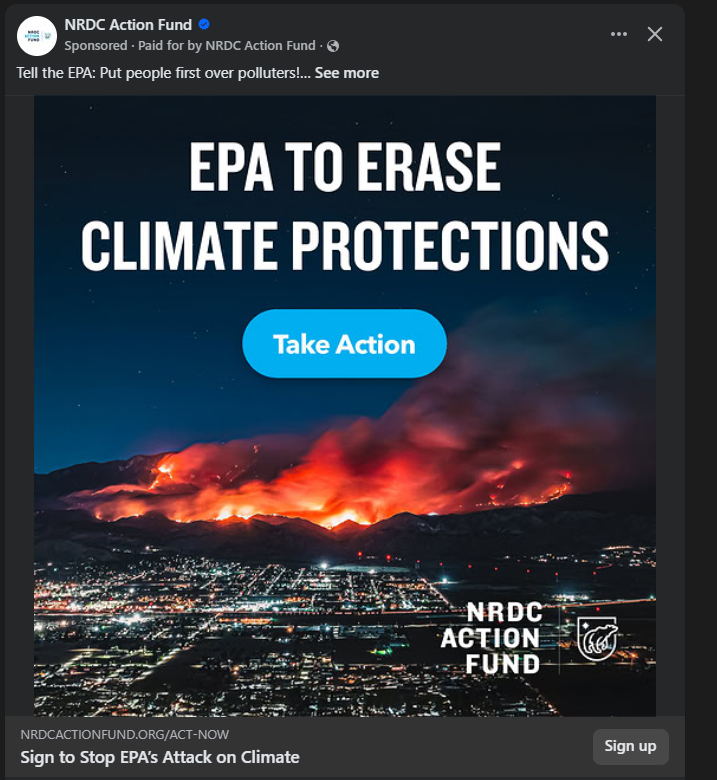 NRDC Action Fund
Sponsored · Paid for by NRDC Action Fund ·
Tell the EPA: Put people first over polluters!... See more
EPA TO ERASE
CLIMATE PROTECTIONS
Take Action
NRDC
ACTION
FUND
NRDCACTIONFUND.ORG/ACT-NOW
Sign to Stop EPA's Attack on Climate
Sign up